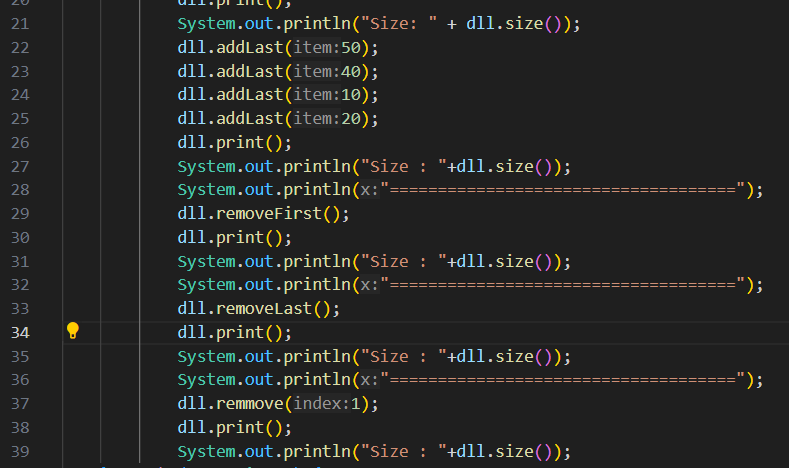 20 dll.print();
21 System.out.println("Size: " + dll.size());
22 dll.addLast(item:50);
23 dll.addLast(item:40);
24 dll.addLast(item:10);
25 dll.addLast(item:20);
26 dll.print();
27 System.out.println("Size : "+dll.size());
28 System.out.println(x:"====================================");
29 dll.removeFirst();
30 dll.print();
31 System.out.println("Size : "+dll.size());
32 System.out.println(x:"====================================");
33 dll.removeLast();
34 dll.print();
35 System.out.println("Size : "+dll.size());
36 System.out.println(x:"====================================");
37 dll.remmove(index:1);
38 dll.print();
39 System.out.println("Size : "+dll.size());